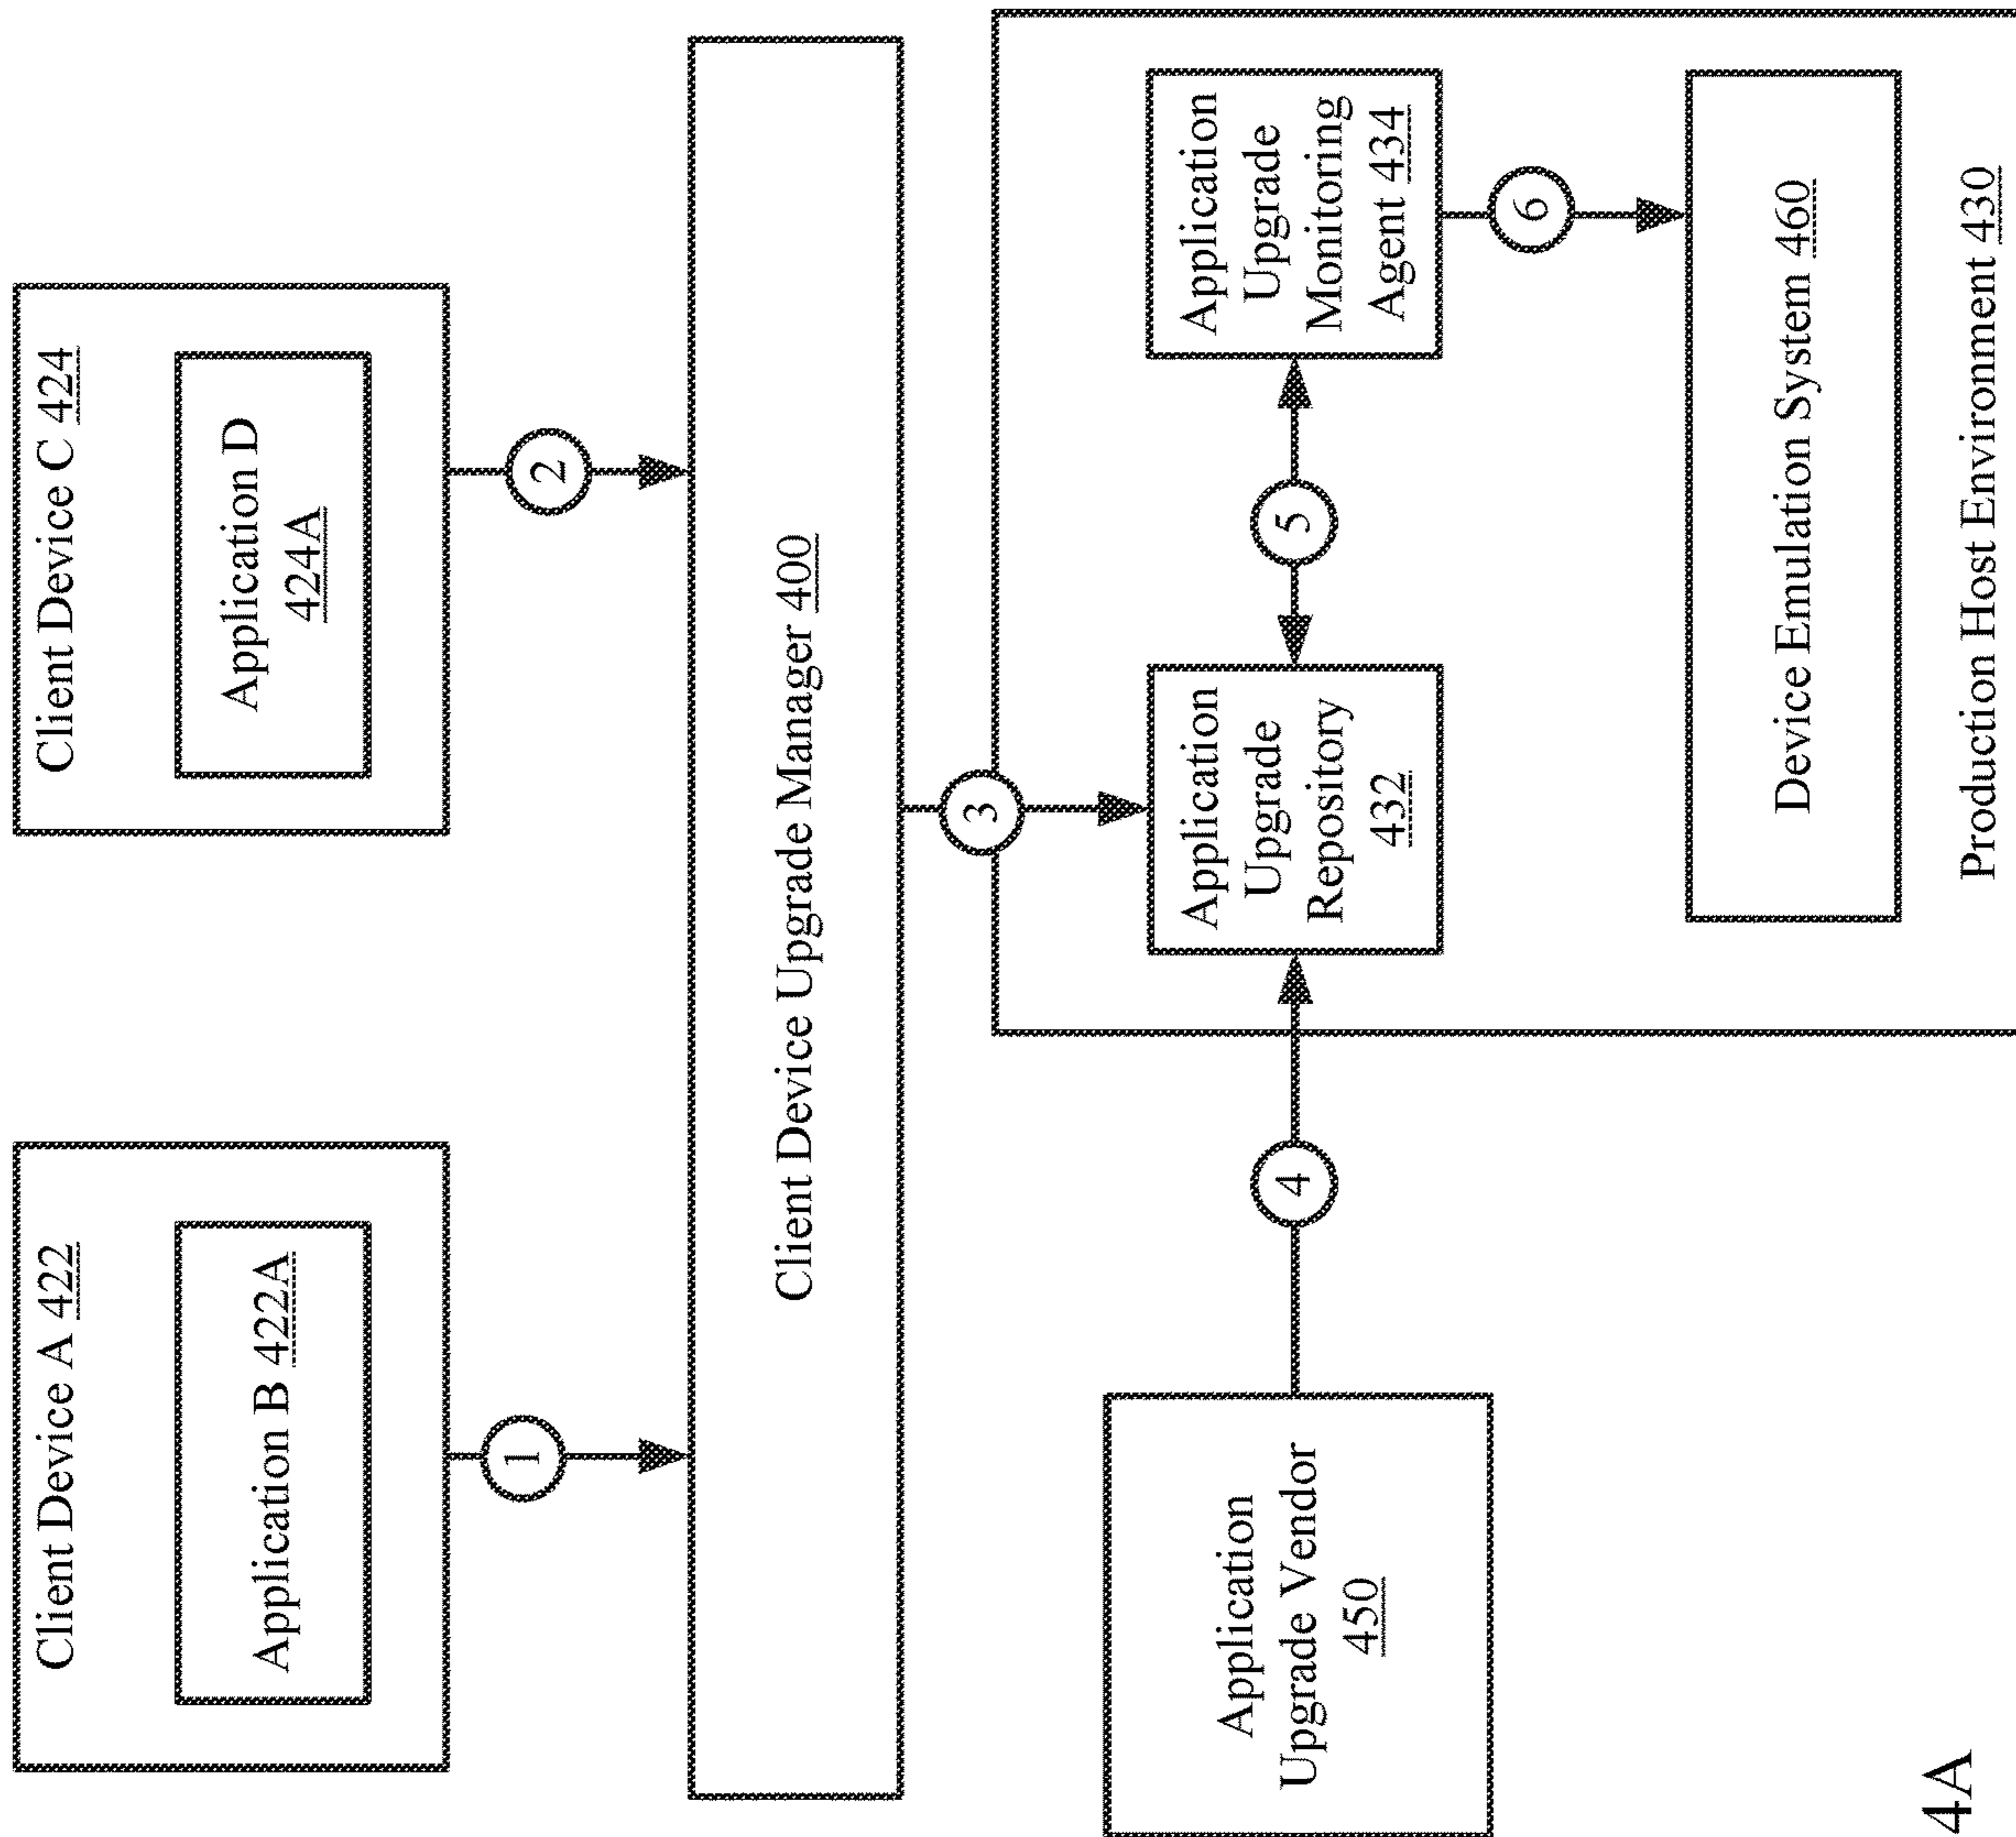 Client Device A 422
Application B 422A
Client Device C 424
Application D
424A
1
2
Client Device Upgrade Manager 400
3
Application
Upgrade Vendor
450
4
Application
Upgrade
Repository
432
5
Application
Upgrade
Monitoring
Agent 434
6
Device Emulation System 460
Production Host Environment 430
4A